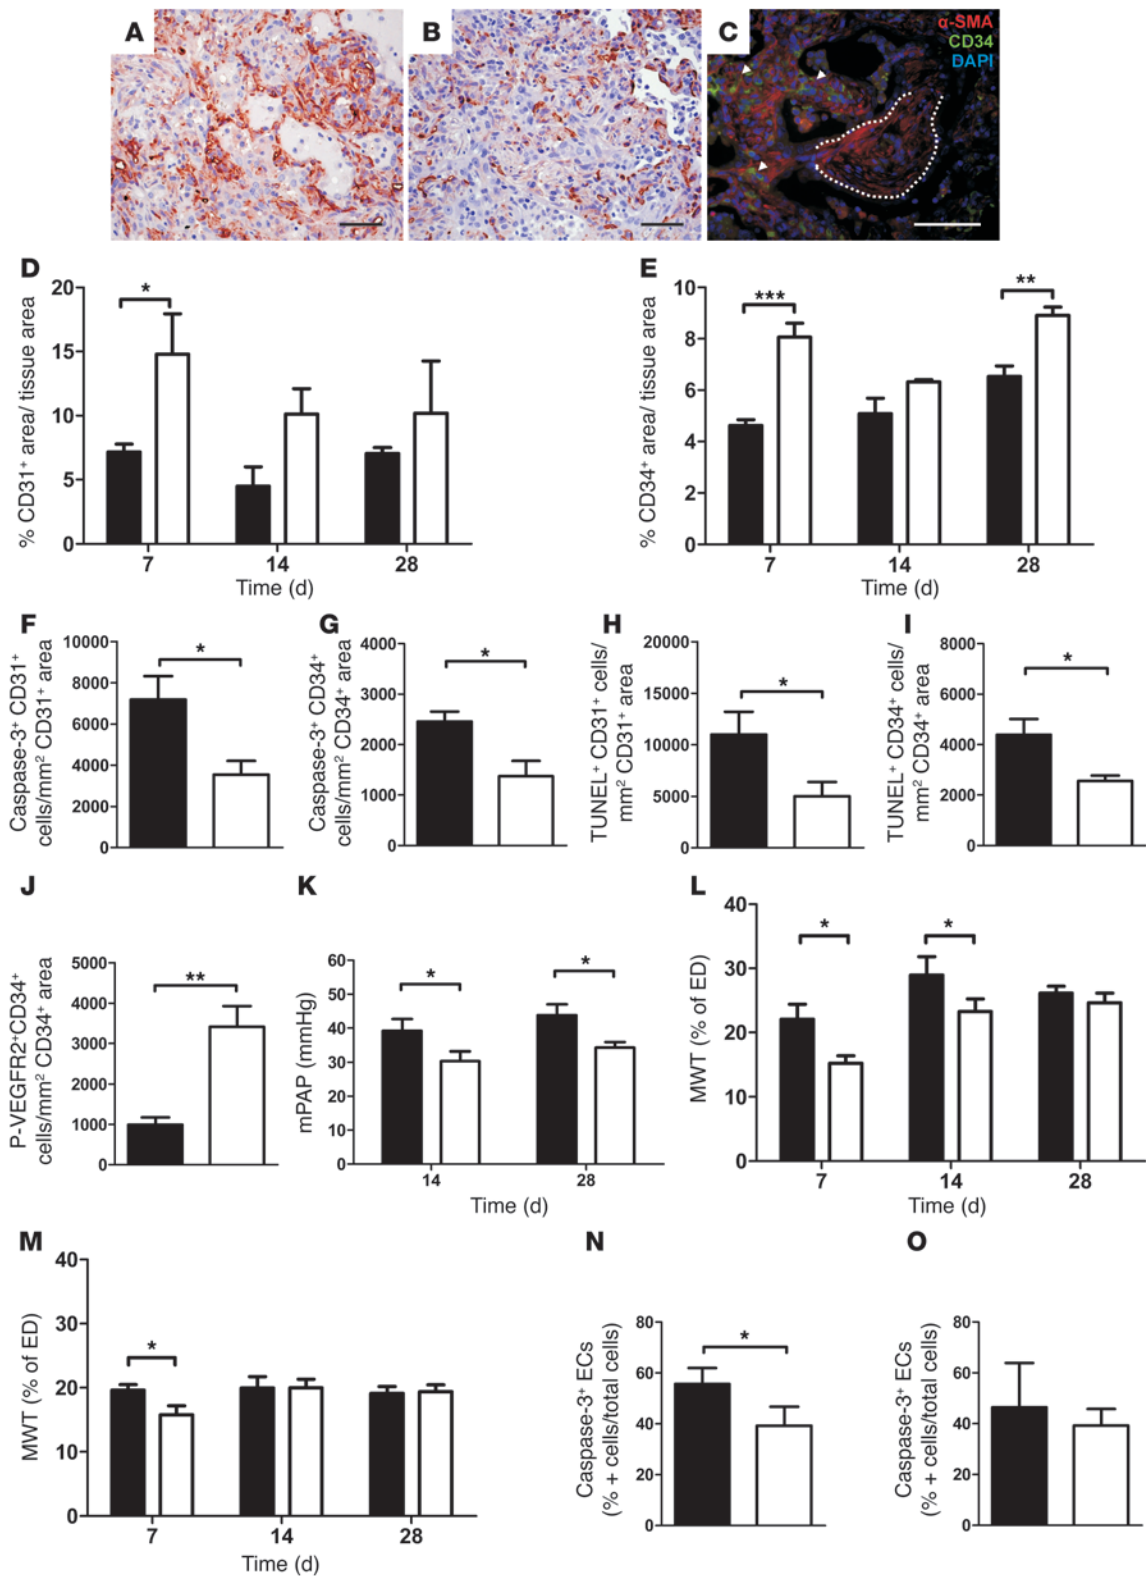 A
B
C
α-SMA
CD34
DAPI
D
% CD31⁺ area/ tissue area
20
15
10
5
0
*
7
14
28
Time (d)
E
% CD34⁺ area/ tissue area
10
8
6
4
2
0
***
**
7
14
28
Time (d)
F
Caspase-3⁺ CD31⁺
cells/mm² CD31⁺ area
10000
8000
6000
4000
2000
0
*
G
Caspase-3⁺ CD34⁺
cells/mm² CD34⁺ area
4000
3000
2000
1000
0
*
H
TUNEL⁺ CD31⁺ cells/
mm² CD31⁺ area
20000
15000
10000
5000
0
*
I
TUNEL⁺ CD34⁺ cells/
mm² CD34⁺ area
8000
6000
4000
2000
0
*
J
P-VEGFR2⁺CD34⁺
cells/mm² CD34⁺ area
5000
4000
3000
2000
1000
0
**
K
mPAP (mmHg)
60
50
40
30
20
10
0
*
*
14
28
Time (d)
L
MWT (% of ED)
40
30
20
10
0
*
*
7
14
28
Time (d)
M
MWT (% of ED)
40
30
20
10
0
*
7
14
28
Time (d)
N
Caspase-3⁺ ECs
(% + cells/total cells)
80
60
40
20
0
*
O
Caspase-3⁺ ECs
(% + cells/total cells)
80
60
40
20
0